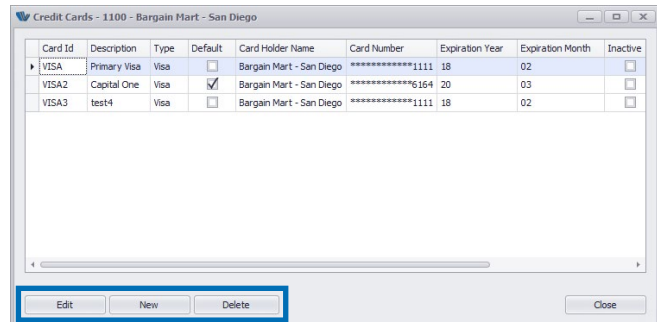 Credit Cards - 1100 - Bargain Mart - San Diego
Card Id Description Type Default Card Holder Name Card Number Expiration Year Expiration Month Inactive
VISA Primary Visa Visa Bargain Mart - San Diego ************1111 18 02
VISA2 Capital One Visa Bargain Mart - San Diego ************6164 20 03
VISA3 test4 Visa Bargain Mart - San Diego ************1111 18 02
Edit New Delete Close